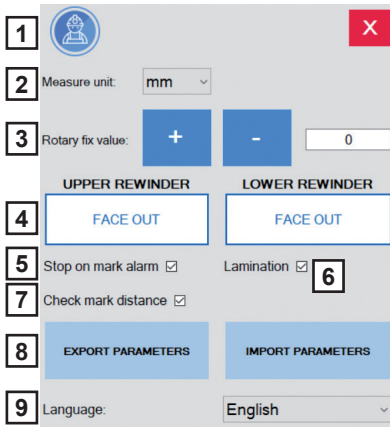 1 X
2 Measure unit: mm
3 Rotary fix value: + - 0
UPPER REWINDER LOWER REWINDER
4 FACE OUT FACE OUT
5 Stop on mark alarm Lamination 6
7 Check mark distance
8 EXPORT PARAMETERS IMPORT PARAMETERS
9 Language: English